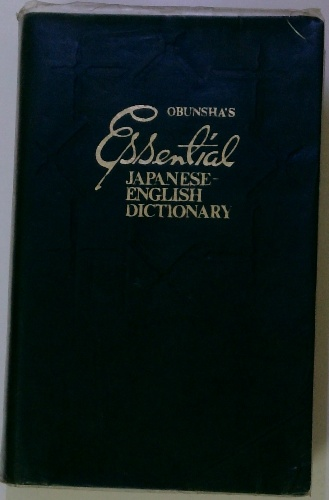 OBUNSHA'S
Essential
JAPANESE-
ENGLISH
DICTIONARY